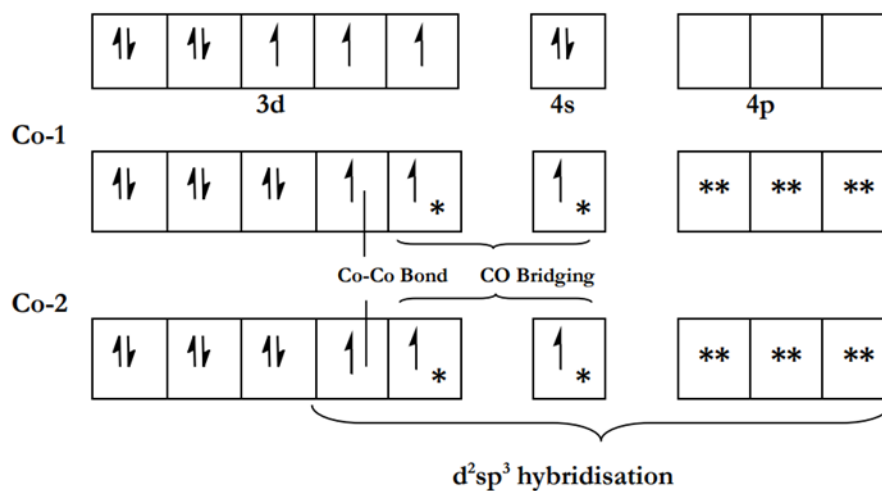 3d 4s 4p
Co-1
* * ** ** **
Co-Co Bond CO Bridging
Co-2
* * ** ** **
d²sp³ hybridisation